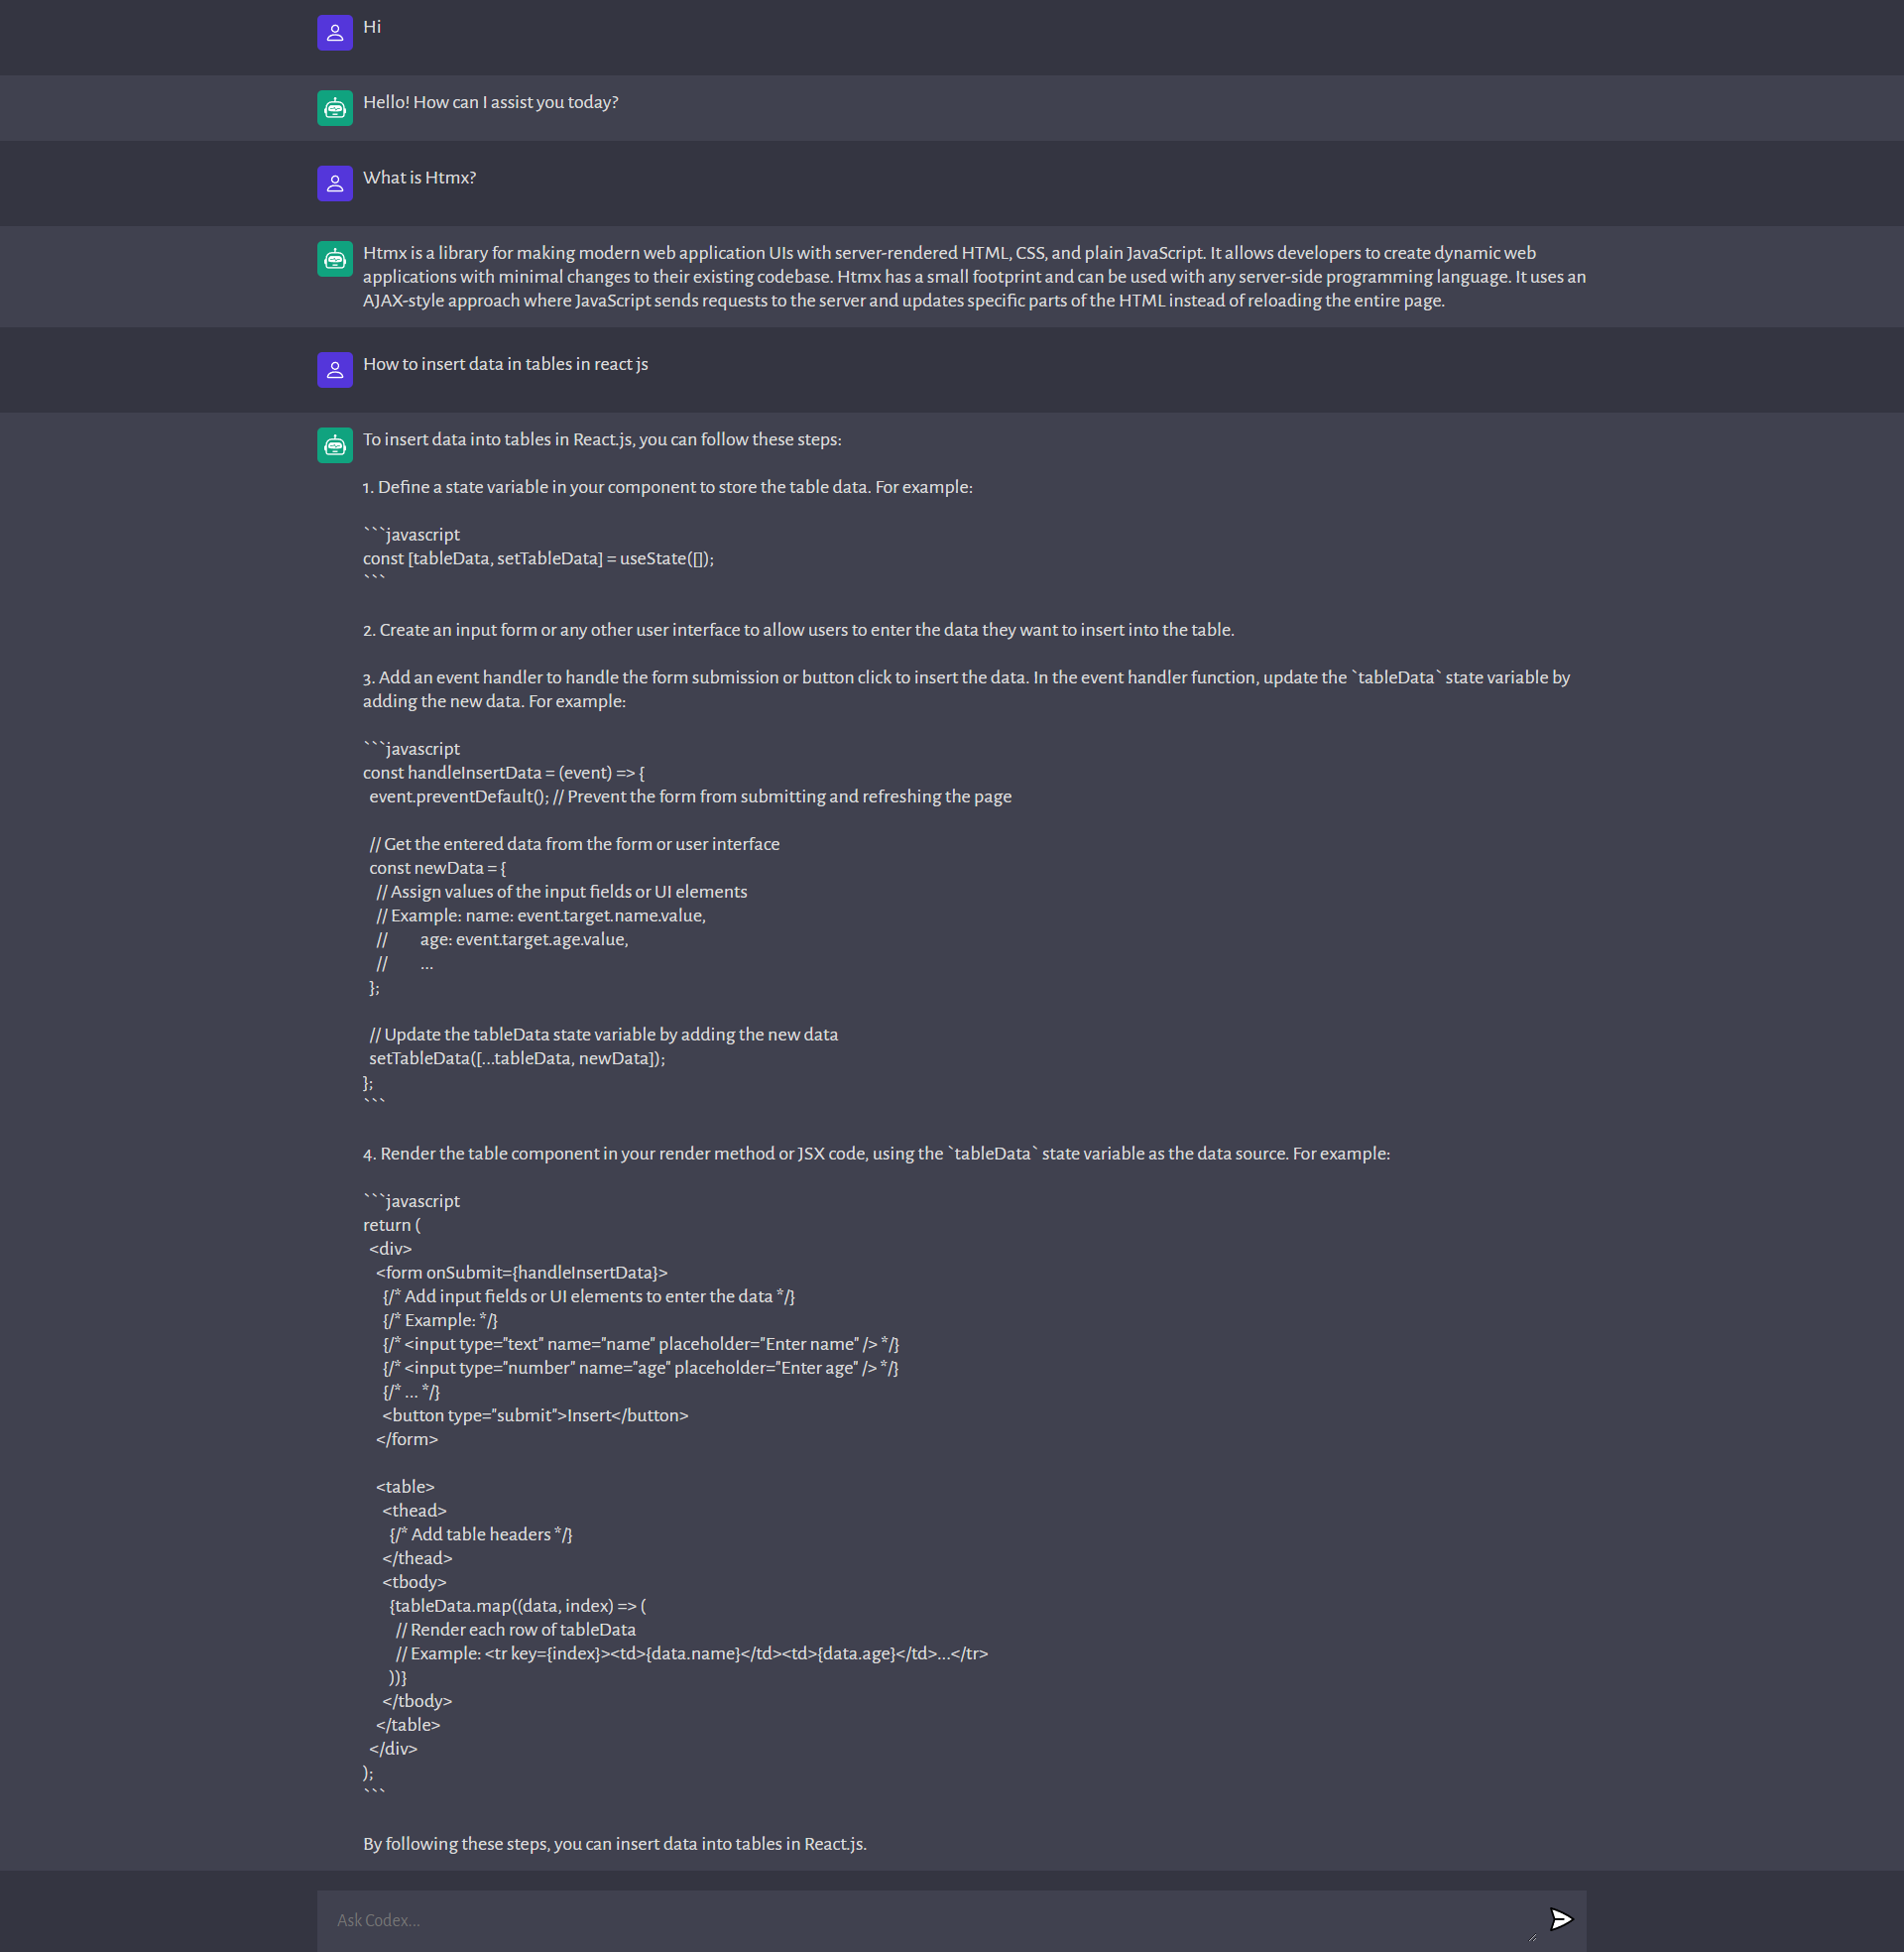 Hi
Hello! How can I assist you today?
What is Htmx?
Htmx is a library for making modern web application UIs with server-rendered HTML, CSS, and plain JavaScript. It allows developers to create dynamic web
applications with minimal changes to their existing codebase. Htmx has a small footprint and can be used with any server-side programming language. It uses an
AJAX-style approach where JavaScript sends requests to the server and updates specific parts of the HTML instead of reloading the entire page.
How to insert data in tables in react js
To insert data into tables in React.js, you can follow these steps:
1. Define a state variable in your component to store the table data. For example:
```javascript
const [tableData, setTableData] = useState([]);
```
2. Create an input form or any other user interface to allow users to enter the data they want to insert into the table.
3. Add an event handler to handle the form submission or button click to insert the data. In the event handler function, update the `tableData` state variable by
adding the new data. For example:
```javascript
const handleInsertData = (event) => {
  event.preventDefault(); // Prevent the form from submitting and refreshing the page
  // Get the entered data from the form or user interface
  const newData = {
    // Assign values of the input fields or UI elements
    // Example: name: event.target.name.value,
    //          age: event.target.age.value,
    //          ...
  };
  // Update the tableData state variable by adding the new data
  setTableData([...tableData, newData]);
};
```
4. Render the table component in your render method or JSX code, using the `tableData` state variable as the data source. For example:
```javascript
return (
  <div>
    <form onSubmit={handleInsertData}>
      {/* Add input fields or UI elements to enter the data */}
      {/* Example: */}
      {/* <input type="text" name="name" placeholder="Enter name" /> */}
      {/* <input type="number" name="age" placeholder="Enter age" /> */}
      {/* ... */}
      <button type="submit">Insert</button>
    </form>
    <table>
      <thead>
        {/* Add table headers */}
      </thead>
      <tbody>
        {tableData.map((data, index) => (
          // Render each row of tableData
          // Example: <tr key={index}><td>{data.name}</td><td>{data.age}</td>...</tr>
        ))}
      </tbody>
    </table>
  </div>
);
```
By following these steps, you can insert data into tables in React.js.
Ask Codex...